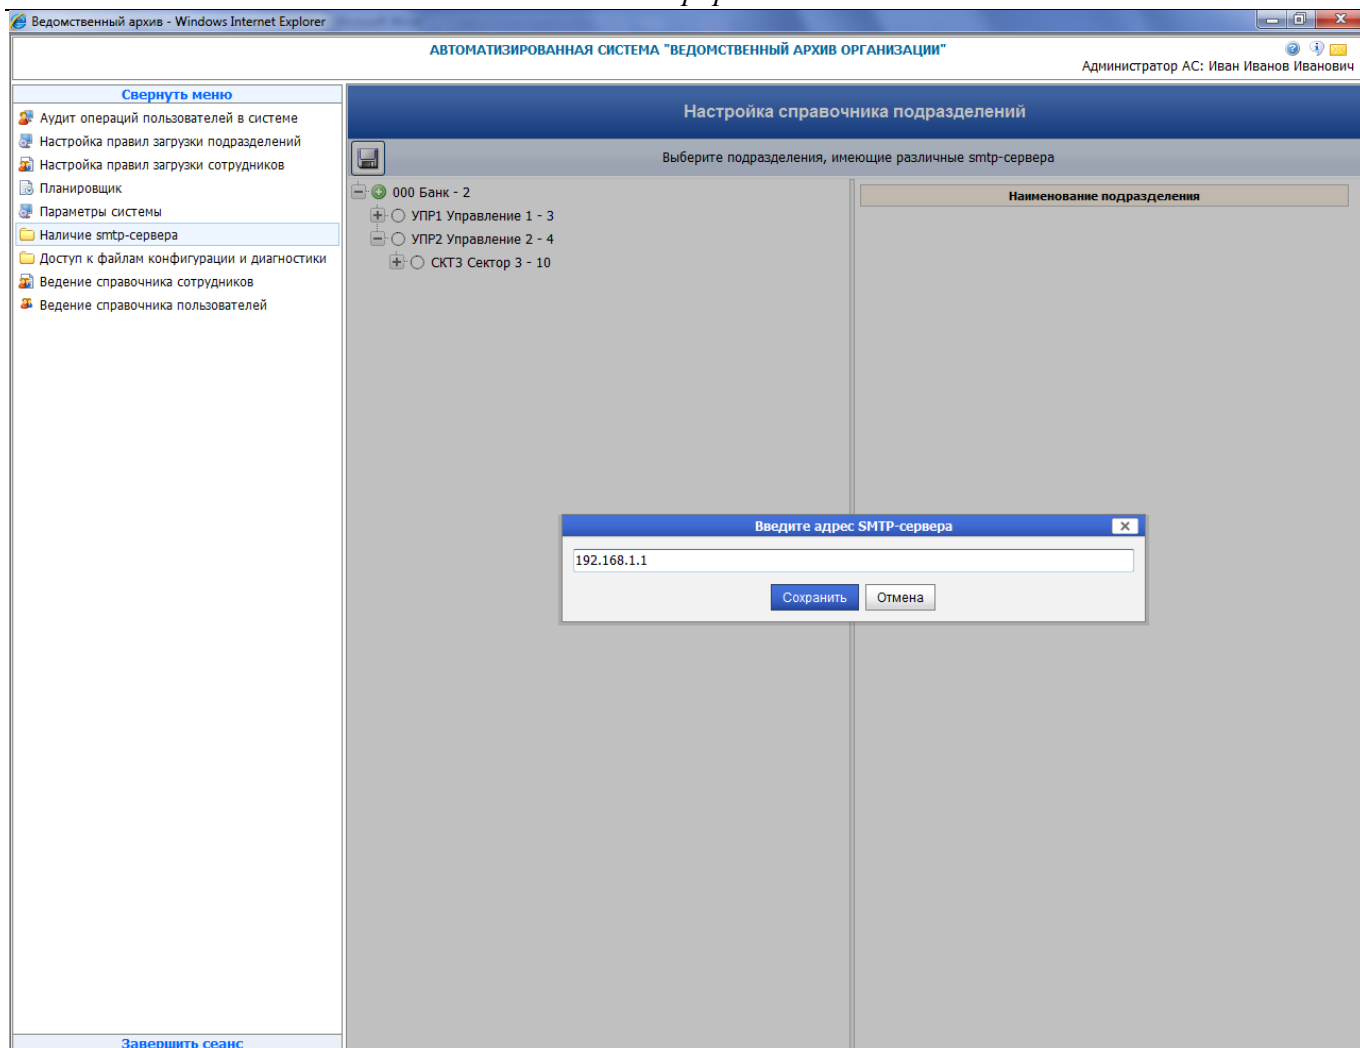 Ведомственный архив - Windows Internet Explorer
АВТОМАТИЗИРОВАННАЯ СИСТЕМА "ВЕДОМСТВЕННЫЙ АРХИВ ОРГАНИЗАЦИИ"
Администратор АС: Иван Иванов Иванович
Свернуть меню
Аудит операций пользователей в системе
Настройка правил загрузки подразделений
Настройка правил загрузки сотрудников
Планировщик
Параметры системы
Наличие smtp-сервера
Доступ к файлам конфигурации и диагностики
Ведение справочника сотрудников
Ведение справочника пользователей
Завершить сеанс
Настройка справочника подразделений
Выберите подразделения, имеющие различные smtp-сервера
000 Банк - 2
УПР1 Управление 1 - 3
УПР2 Управление 2 - 4
СКТ3 Сектор 3 - 10
Наименование подразделения
Введите адрес SMTP-сервера
192.168.1.1
Сохранить
Отмена